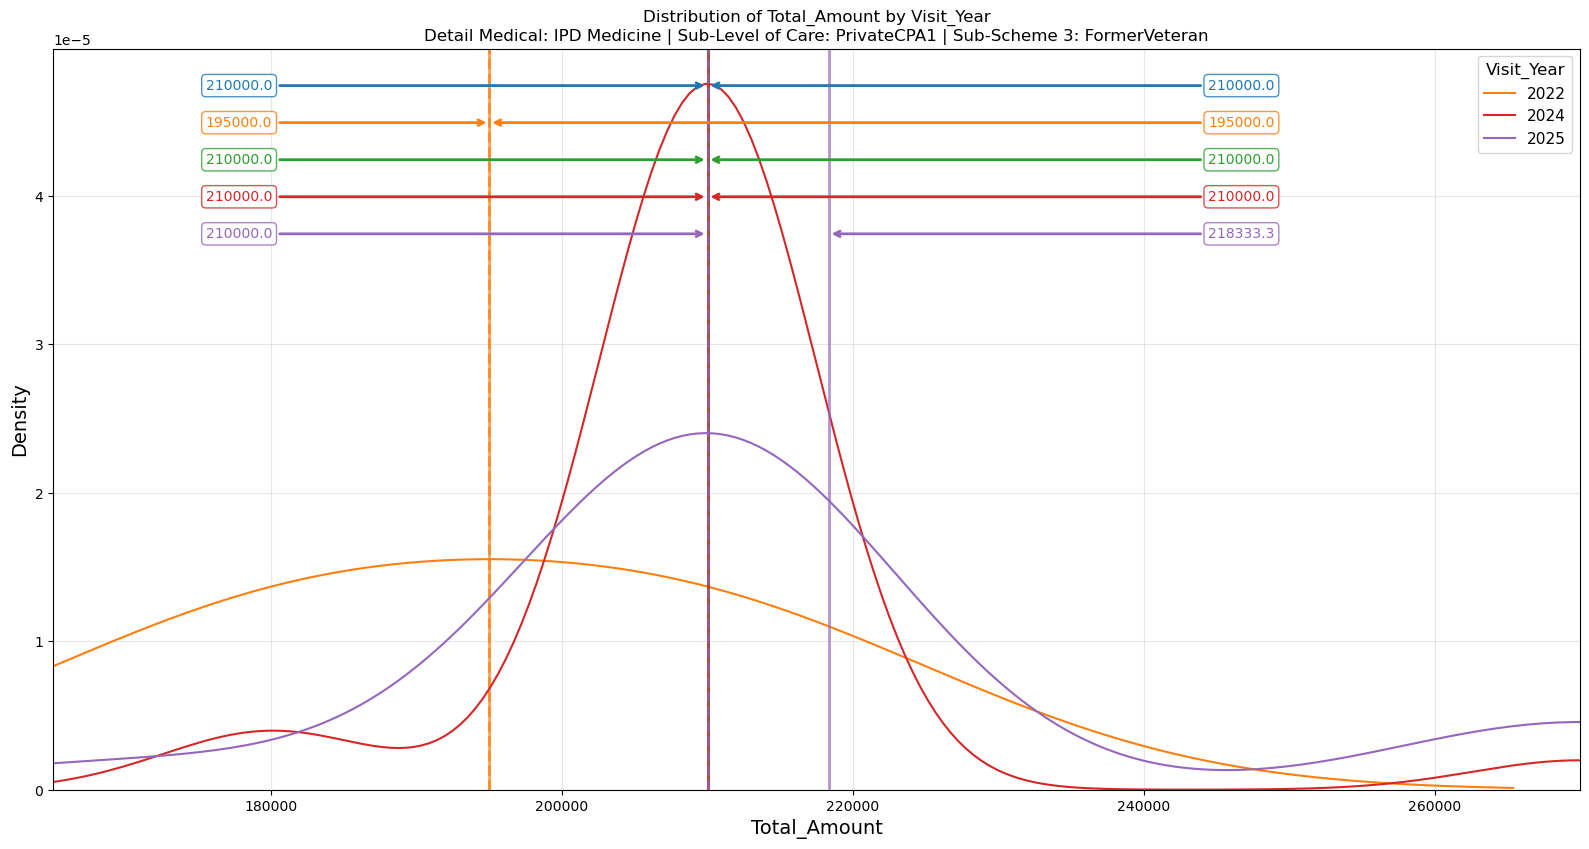 Distribution of Total_Amount by Visit_Year
Detail Medical: IPD Medicine | Sub-Level of Care: PrivateCPA1 | Sub-Scheme 3: FormerVeteran
1e−5
Visit_Year
2022
2024
2025
210000.0 210000.0
195000.0 195000.0
210000.0 210000.0
210000.0 210000.0
210000.0 218333.3
4
3
2
1
0
Density
180000 200000 220000 240000 260000
Total_Amount